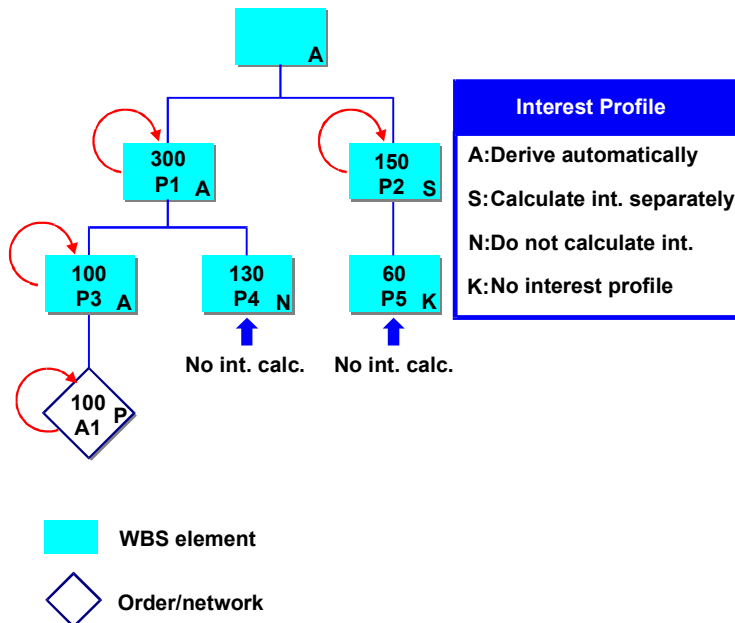 A
300
P1 A
150
P2 S
Interest Profile
A:Derive automatically
S:Calculate int. separately
N:Do not calculate int.
K:No interest profile
100
P3 A
130
P4 N
60
P5 K
No int. calc.
No int. calc.
100 P
A1
WBS element
Order/network